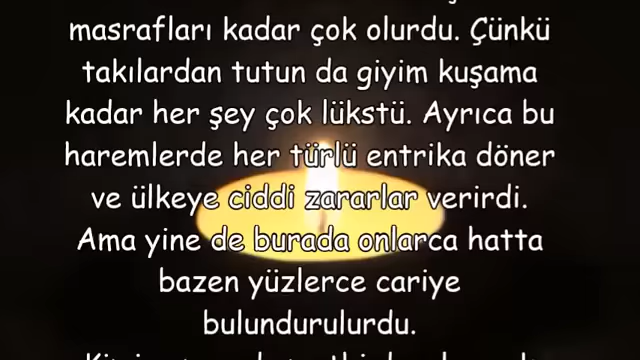 masrafları kadar çok olurdu. Çünkü
takılardan tutun da giyim kuşama
kadar her şey çok lükstü. Ayrıca bu
haremlerde her türlü entrika döner
ve ülkeye ciddi zararlar verirdi.
Ama yine de burada onlarca hatta
bazen yüzlerce cariye
bulundurulurdu.